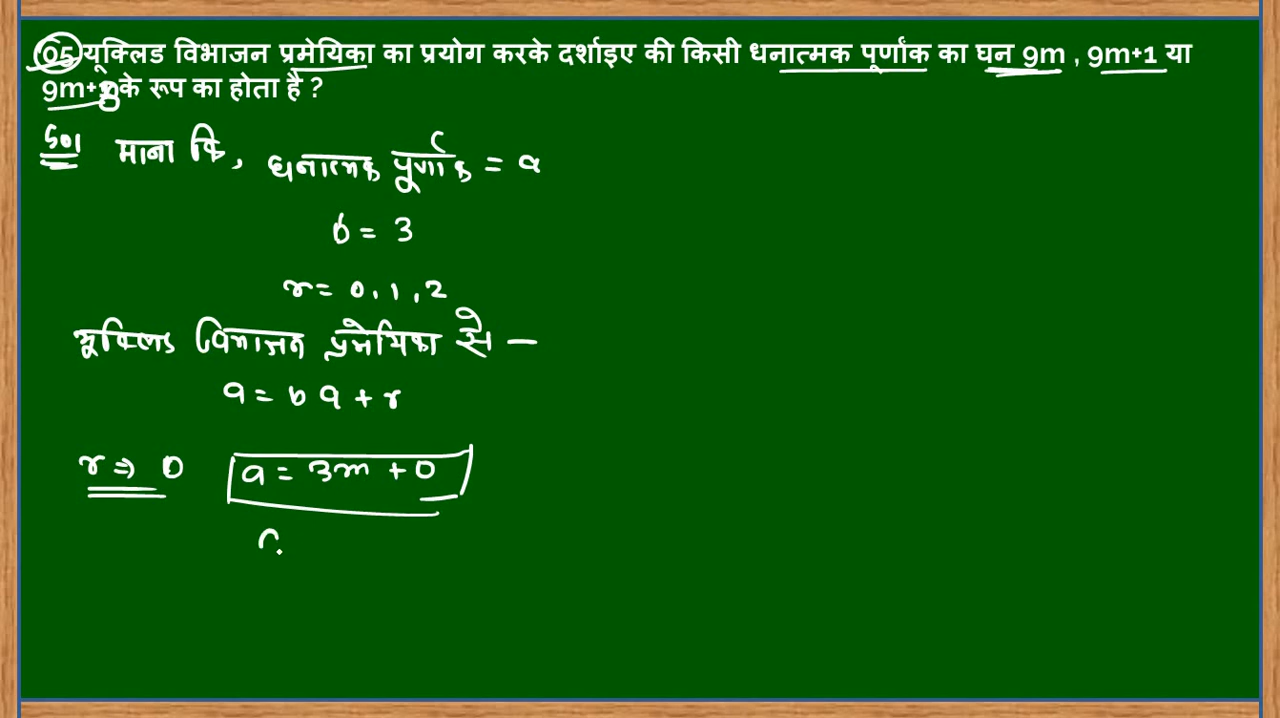 05 यूक्लिड विभाजन प्रमेयिका का प्रयोग करके दर्शाइए की किसी धनात्मक पूर्णांक का घन 9m , 9m+1 या
9m+8 के रूप का होता है ?
Sol माना कि, धनात्मक पूर्णांक = a
b = 3
r = 0, 1, 2
यूक्लिड विभाजन प्रमेयिका से –
a = b q + r
r ⇒ 0 a = 3m + 0